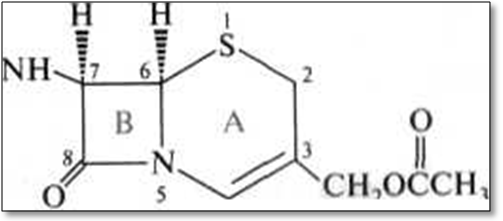 H H 1
NH 7 6 S 2
B A O
8 N 3
O 5 CH₂OCCH₃